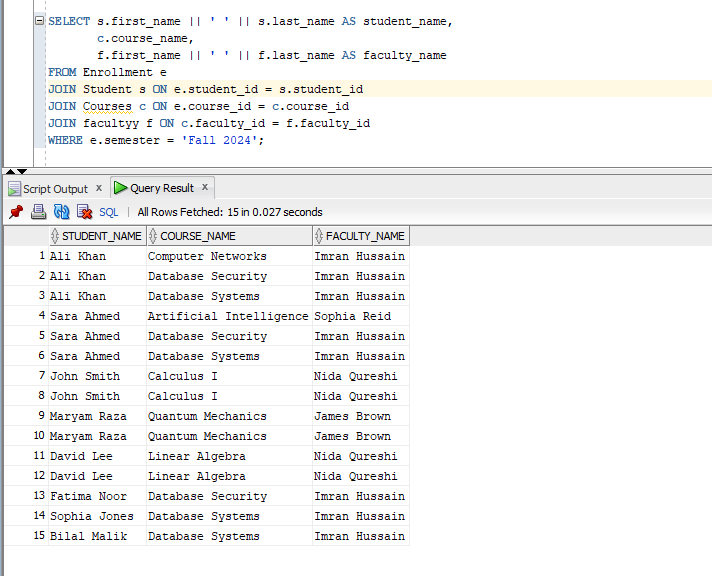 SELECT s.first_name || ' ' || s.last_name AS student_name,
c.course_name,
f.first_name || ' ' || f.last_name AS faculty_name
FROM Enrollment e
JOIN Student s ON e.student_id = s.student_id
JOIN Courses c ON e.course_id = c.course_id
JOIN facultyy f ON c.faculty_id = f.faculty_id
WHERE e.semester = 'Fall 2024';
Script Output x Query Result x
SQL | All Rows Fetched: 15 in 0.027 seconds
STUDENT_NAME COURSE_NAME FACULTY_NAME
1 Ali Khan Computer Networks Imran Hussain
2 Ali Khan Database Security Imran Hussain
3 Ali Khan Database Systems Imran Hussain
4 Sara Ahmed Artificial Intelligence Sophia Reid
5 Sara Ahmed Database Security Imran Hussain
6 Sara Ahmed Database Systems Imran Hussain
7 John Smith Calculus I Nida Qureshi
8 John Smith Calculus I Nida Qureshi
9 Maryam Raza Quantum Mechanics James Brown
10 Maryam Raza Quantum Mechanics James Brown
11 David Lee Linear Algebra Nida Qureshi
12 David Lee Linear Algebra Nida Qureshi
13 Fatima Noor Database Security Imran Hussain
14 Sophia Jones Database Systems Imran Hussain
15 Bilal Malik Database Systems Imran Hussain